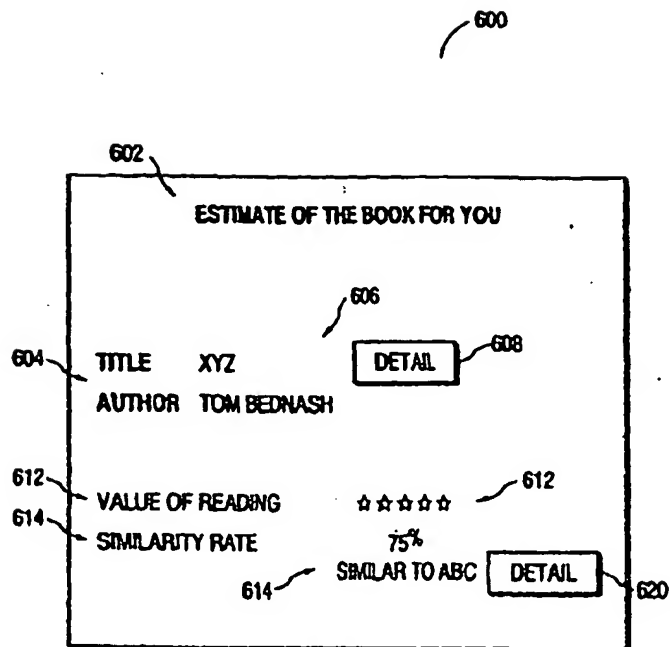 600
602
ESTIMATE OF THE BOOK FOR YOU
606
604 TITLE XYZ DETAIL 608
AUTHOR TOM BEDNASH
612 VALUE OF READING ☆☆☆☆☆ 612
614 SIMILARITY RATE 75%
614 SIMILAR TO ABC DETAIL 620